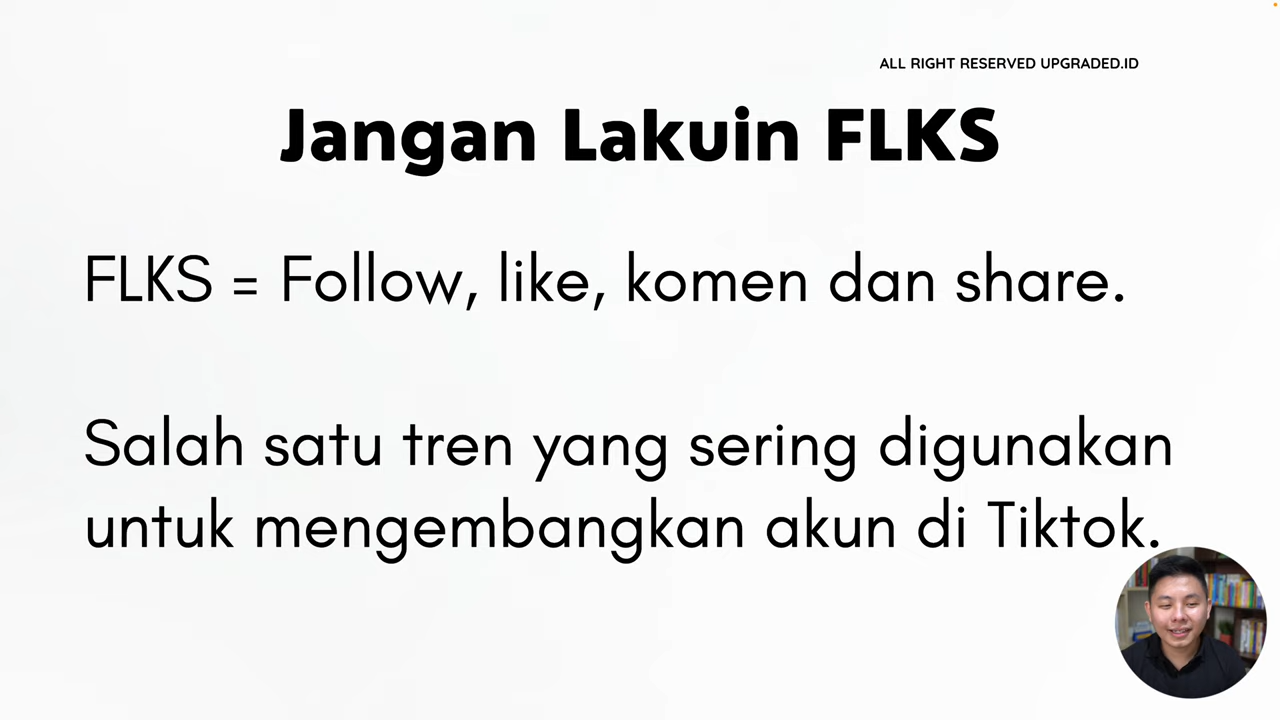 ALL RIGHT RESERVED UPGRADED.ID
Jangan Lakuin FLKS
FLKS = Follow, like, komen dan share.
Salah satu tren yang sering digunakan
untuk mengembangkan akun di Tiktok.